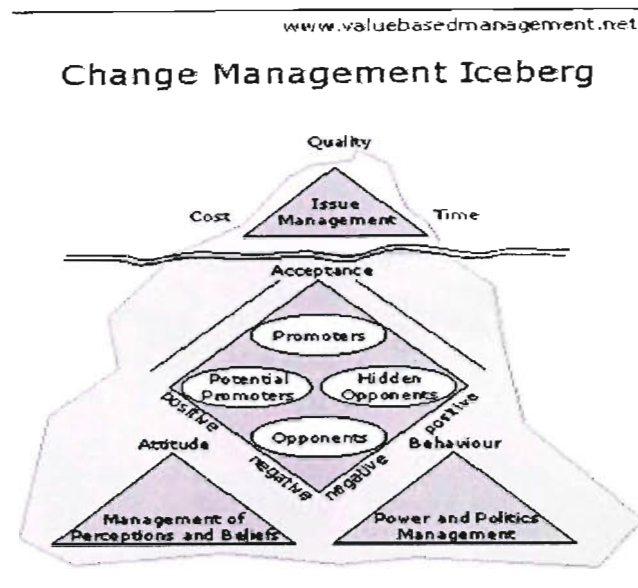 www.valuebasedmanagement.net
Change Management Iceberg
Quality
Issue
Management
Cost
Time
Acceptance
Promoters
Potential
Promoters
Hidden
Opponents
positive
positive
Opponents
Attitude
negative
negative
Behaviour
Management of
Perceptions and Beliefs
Power and Politics
Management